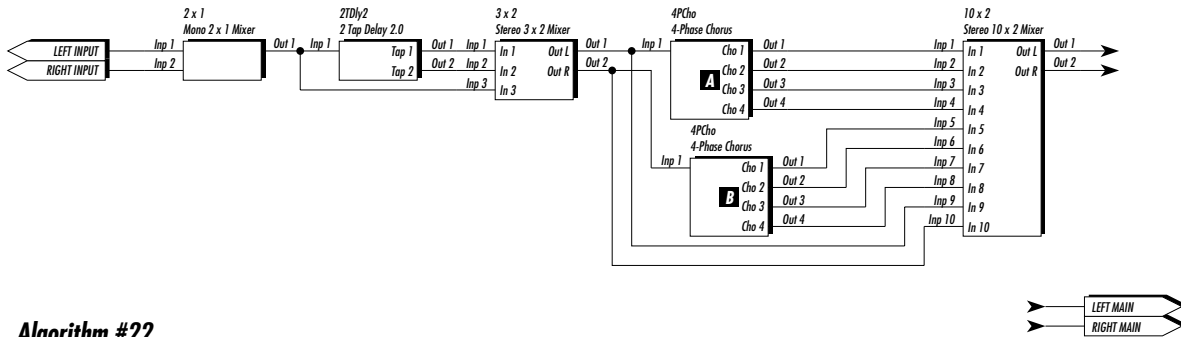 2 x 1
Mono 2 x 1 Mixer
2TDly2
2 Tap Delay 2.0
3 x 2
Stereo 3 x 2 Mixer
4PCho
4-Phase Chorus
10 x 2
Stereo 10 x 2 Mixer
LEFT INPUT
RIGHT INPUT
Inp 1
Inp 2
Out 1
Inp 1
Tap 1
Tap 2
Out 1
Out 2
Inp 1
Inp 2
Inp 3
In 1
In 2
In 3
Out L
Out R
Out 1
Out 2
Inp 1
A
Cho 1
Cho 2
Cho 3
Cho 4
Out 1
Out 2
Out 3
Out 4
4PCho
4-Phase Chorus
Inp 1
B
Cho 1
Cho 2
Cho 3
Cho 4
Out 1
Out 2
Out 3
Out 4
Inp 1
Inp 2
Inp 3
Inp 4
Inp 5
Inp 6
Inp 7
Inp 8
Inp 9
Inp 10
In 1
In 2
In 3
In 4
In 5
In 6
In 7
In 8
In 9
In 10
Out L
Out R
Out 1
Out 2
LEFT MAIN
RIGHT MAIN
Algorithm #22